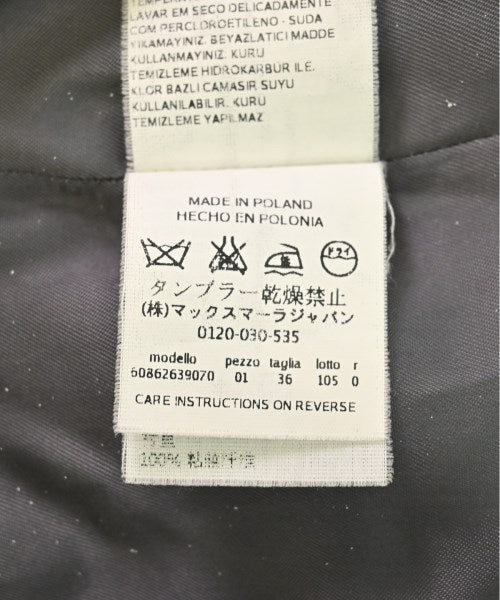 LAVAR EM SECO DELICADAMENTE
COM PERCLOROETILENO - SUDA
YIKAMAYINIZ. BEYAZLATICI MADDE
KULLANMAYINIZ. KURU
TEMIZLEME HIDROKARBÜR ILE.
KLOR BAZLI CAMASIR SUYU
KULLANILABILIR. KURU
TEMIZLEME YAPILMAZ
MADE IN POLAND
HECHO EN POLONIA
ドライ
タンブラー乾燥禁止
(株)マックスマーラジャパン
0120-030-535
modello pezzo taglia lotto r
60862639070 01 36 105 0
CARE INSTRUCTIONS ON REVERSE
100%